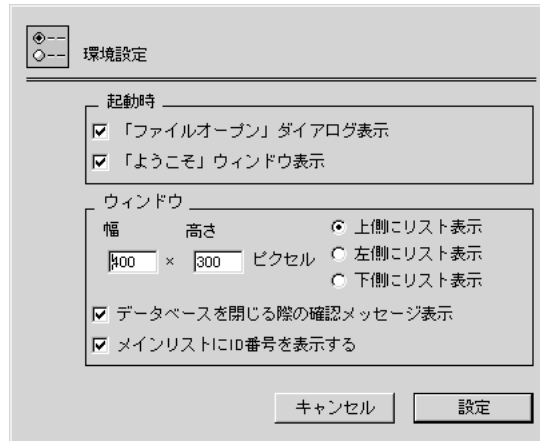 環境設定
起動時
「ファイルオープン」ダイアログ表示
「ようこそ」ウィンドウ表示
ウィンドウ
幅 高さ
400 × 300 ピクセル
上側にリスト表示
左側にリスト表示
下側にリスト表示
データベースを閉じる際の確認メッセージ表示
メインリストにID番号を表示する
キャンセル 設定